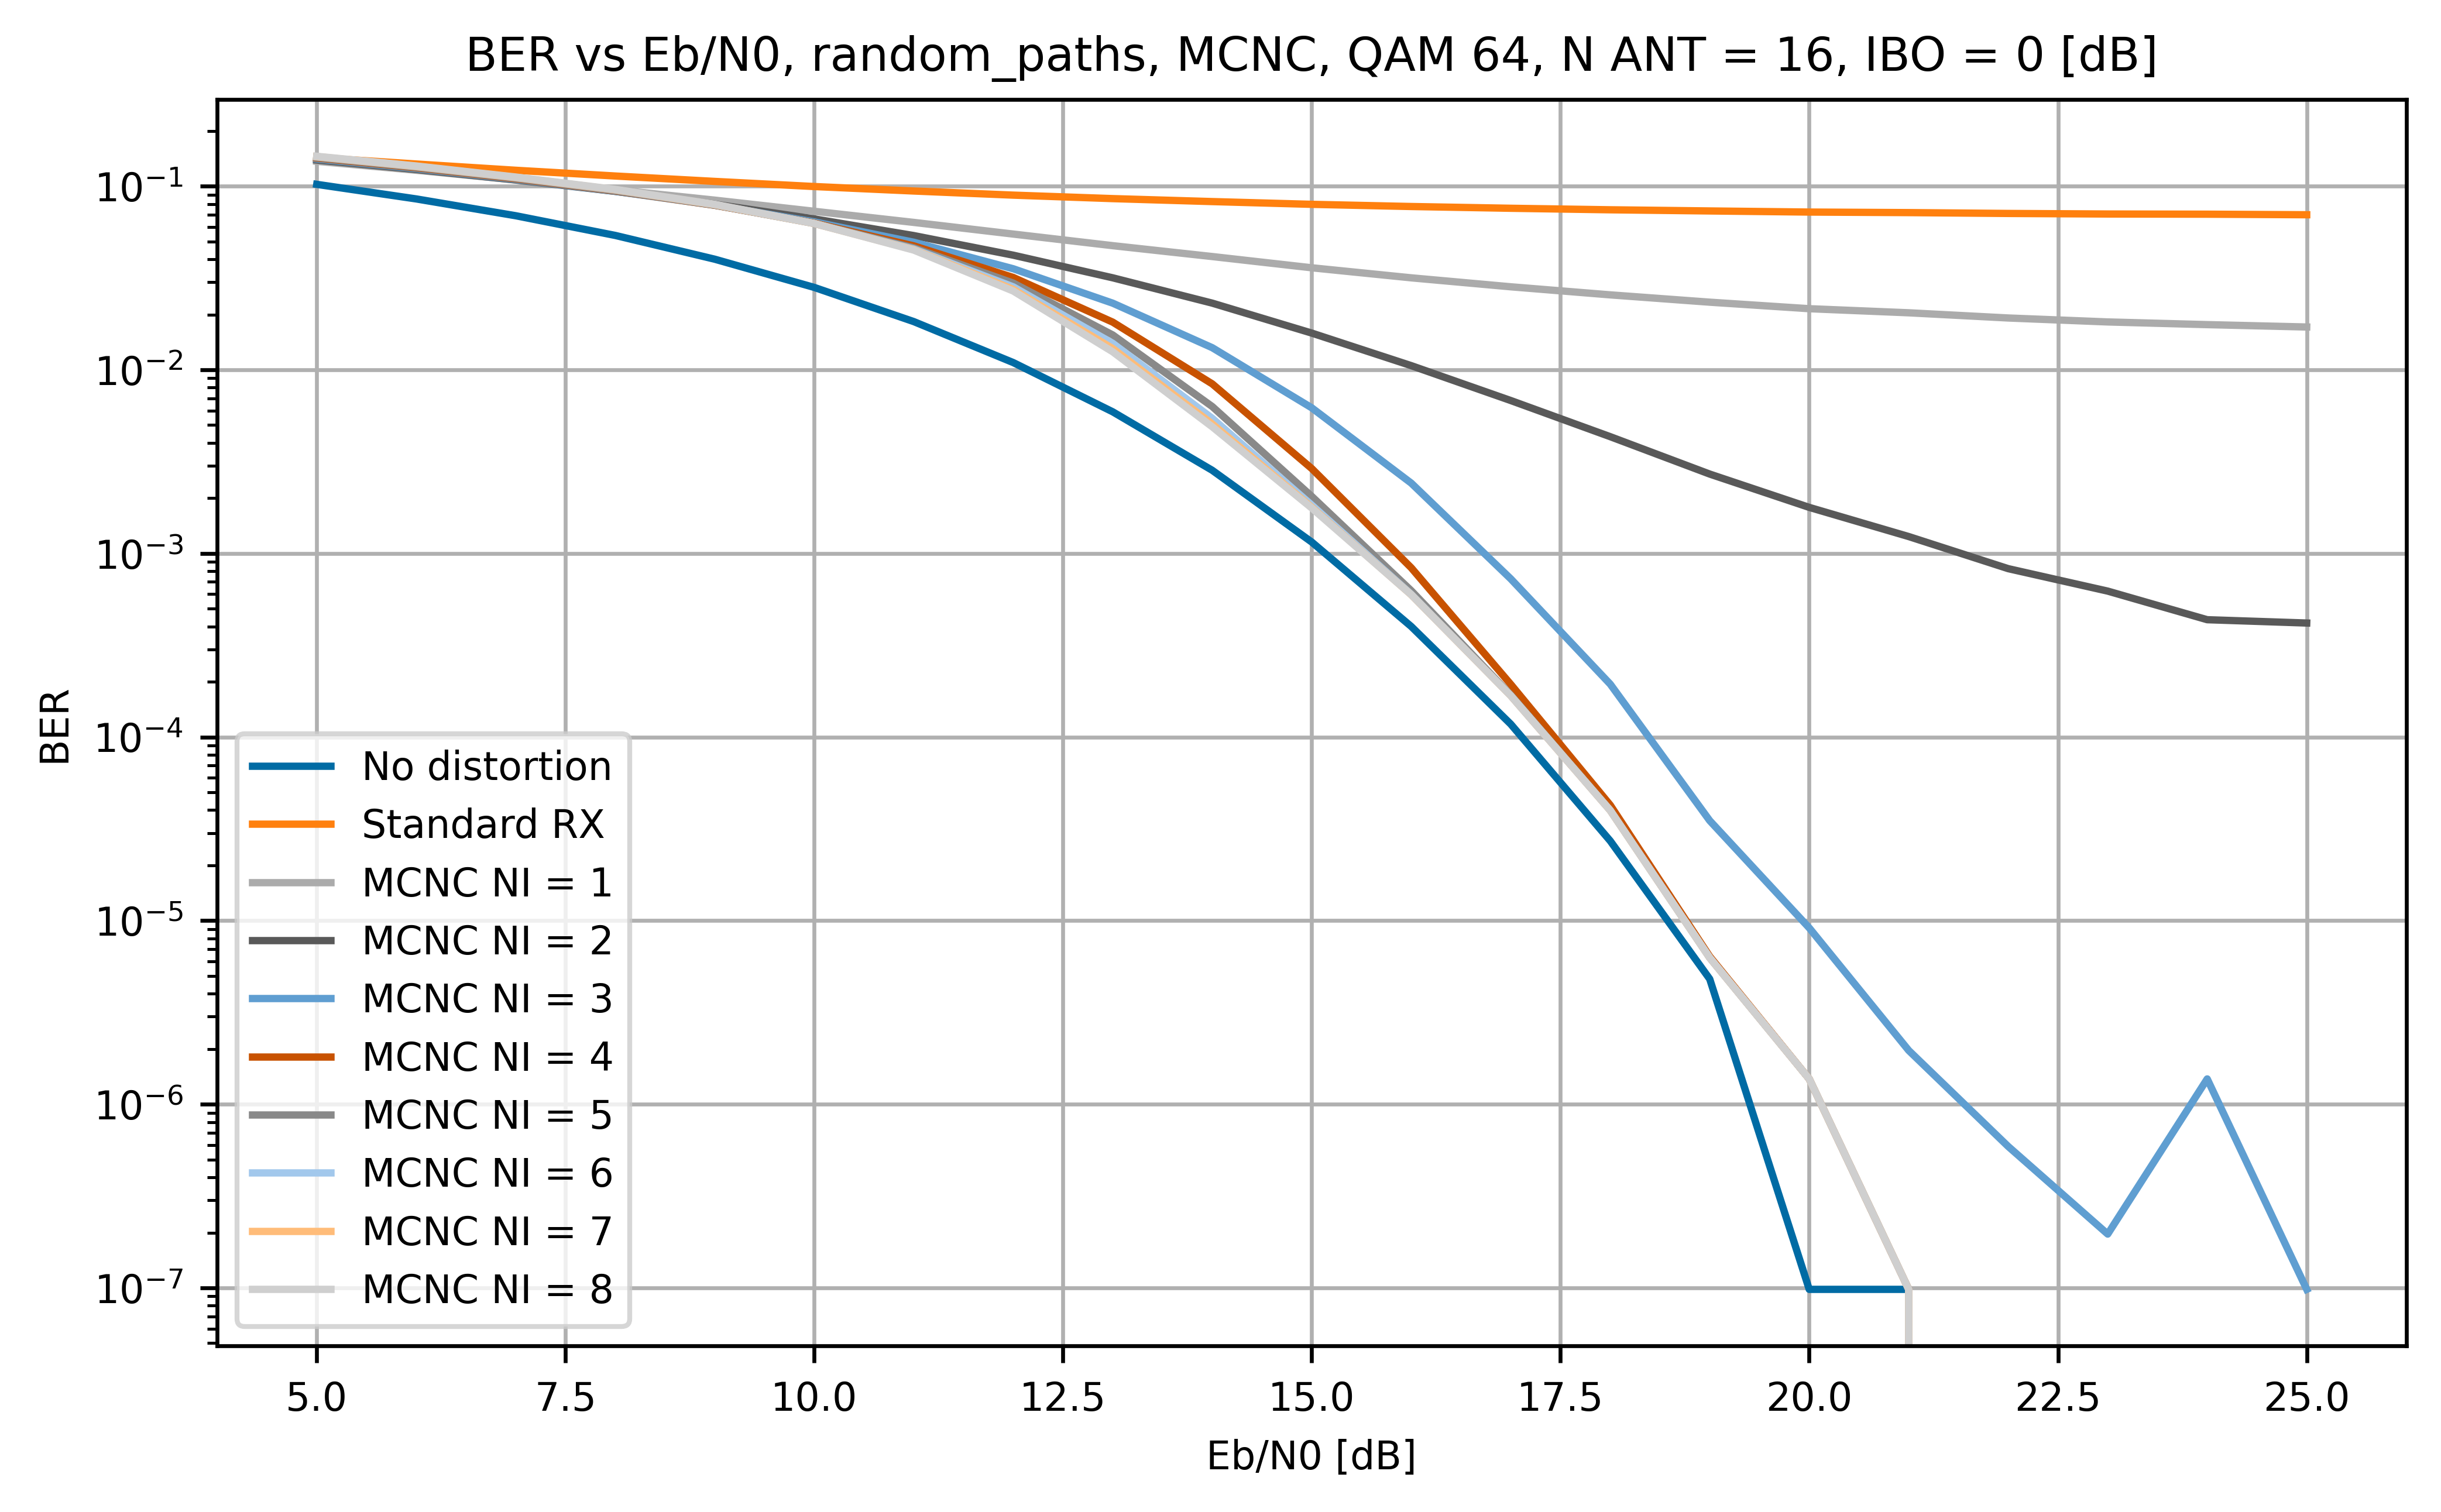 BER vs Eb/N0, random_paths, MCNC, QAM 64, N ANT = 16, IBO = 0 [dB]
BER
10⁻¹
10⁻²
10⁻³
10⁻⁴
10⁻⁵
10⁻⁶
10⁻⁷
No distortion
Standard RX
MCNC NI = 1
MCNC NI = 2
MCNC NI = 3
MCNC NI = 4
MCNC NI = 5
MCNC NI = 6
MCNC NI = 7
MCNC NI = 8
5.0 7.5 10.0 12.5 15.0 17.5 20.0 22.5 25.0
Eb/N0 [dB]